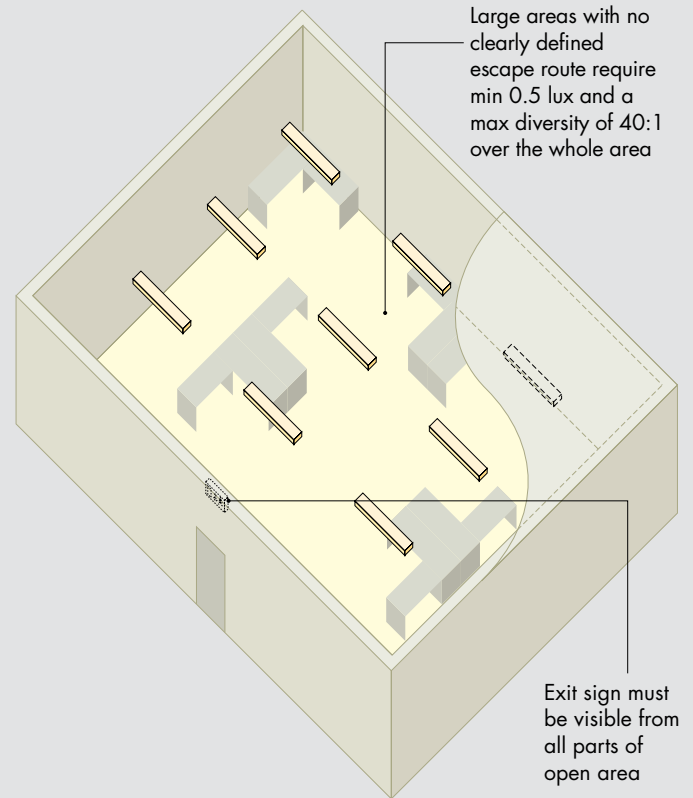 Large areas with no
clearly defined
escape route require
min 0.5 lux and a
max diversity of 40:1
over the whole area
Exit sign must
be visible from
all parts of
open area